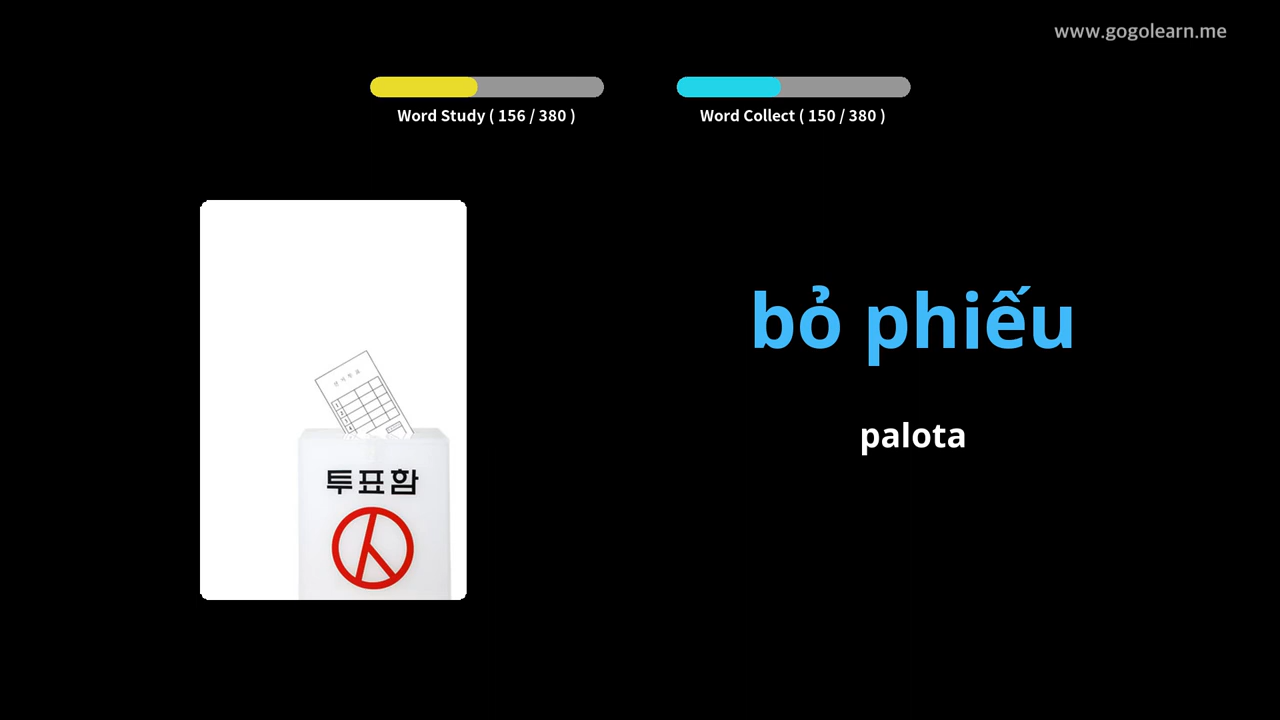 www.gogolearn.me
Word Study ( 156 / 380 )
Word Collect ( 150 / 380 )
bỏ phiếu
palota
투표함